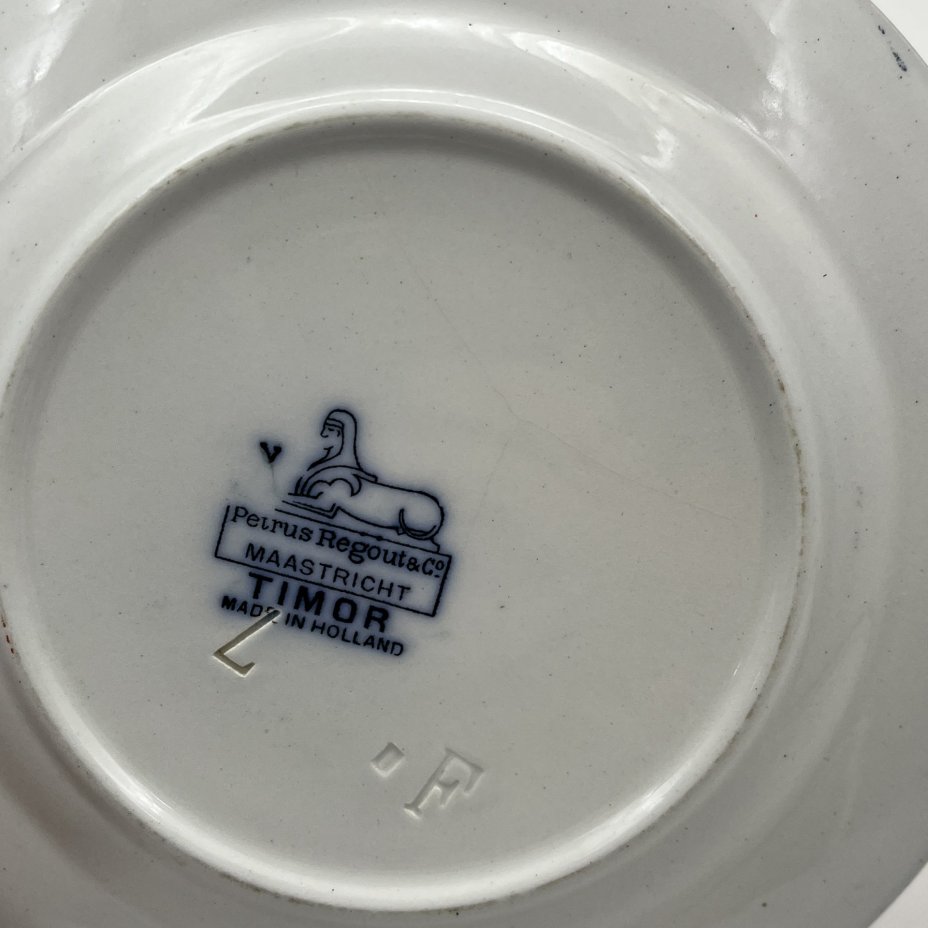 V
Petrus Regout & Co
MAASTRICHT
TIMOR
MADE IN HOLLAND
L
F